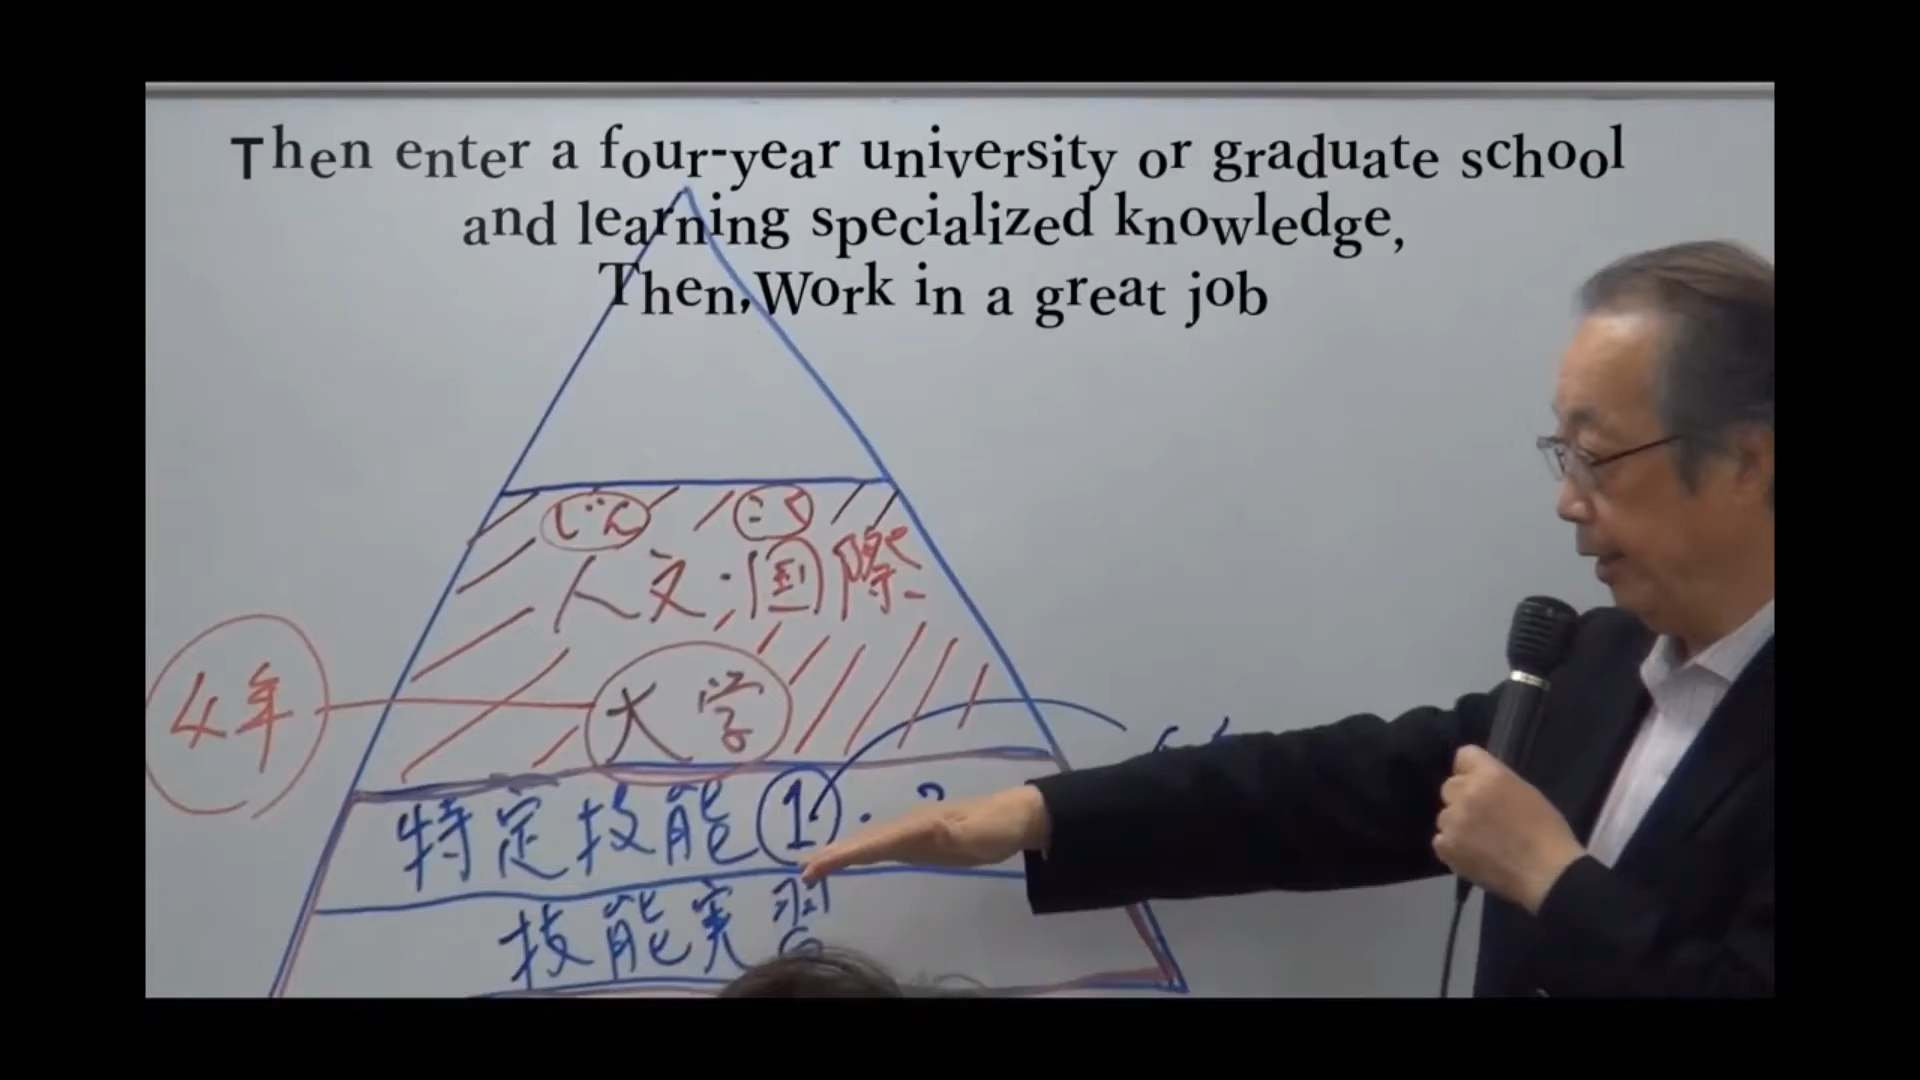 Then enter a four-year university or graduate school
and learning specialized knowledge,
Then,Work in a great job
じん こく
人文・国際
4年 大学
特定技能1・2
技能実習